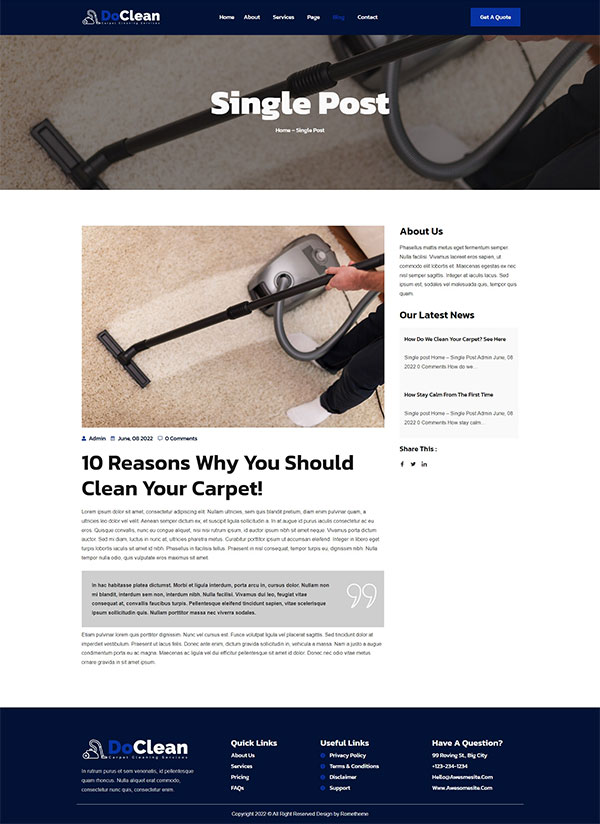 DoClean
Carpet Cleaning Services
Home About Services Page Blog Contact
Get A Quote
Single Post
Home – Single Post
Admin June, 08 2022 0 Comments
10 Reasons Why You Should
Clean Your Carpet!
Lorem ipsum dolor sit amet, consectetur adipiscing elit. Nullam ultricies, sem quis blandit pretium, diam enim pulvinar quam, a
ultricies leo dolor vel velit. Aenean semper dictum ex, et suscipit ligula sollicitudin a. In at augue id purus iaculis consectetur ac eu
eros. Quisque convallis, nunc eu congue aliquet, nisi nisi rutrum ipsum, id auctor ipsum nibh sit amet neque. Vivamus porta dictum
auctor. Sed mi diam, luctus in nunc at, ultricies pharetra metus. Curabitur porttitor ipsum ut accumsan eleifend. Integer in libero eget
turpis lobortis iaculis sit amet id nibh. Phasellus in facilisis tellus. Praesent in nisl consequat, tempor turpis eu, dignissim nibh. Nulla
tempor nulla odio, quis vulputate eros maximus sit amet.
In hac habitasse platea dictumst. Morbi et ligula interdum, porta arcu in, cursus dolor. Nullam non
mi blandit, interdum sem non, interdum nibh. Nulla facilisi. Vivamus dui leo, feugiat vitae
consequat at, convallis faucibus turpis. Pellentesque eleifend tincidunt sapien, vitae scelerisque
ipsum sollicitudin quis. Nullam porttitor massa nec viverra sodales.
Etiam pulvinar lorem quis porttitor dignissim. Nunc vel cursus est. Fusce volutpat ligula vel placerat sagittis. Sed tincidunt dolor at
imperdiet vestibulum. Praesent ut lacus felis. Donec ante enim, dictum gravida sollicitudin in, vehicula a massa. Nam a justo a augue
condimentum porta eu ac magna. Maecenas ac ligula vel dui efficitur pellentesque sit amet id dolor. Donec nec odio vitae metus
ornare gravida in sit amet ipsum.
About Us
Phasellus mattis metus eget fermentum semper.
Nulla facilisi. Vivamus laoreet eros sapien, ut
commodo elit lobortis et. Maecenas egestas ex nec
nisl semper sagittis. Integer at iaculis lacus. Sed
ipsum est, sodales vel malesuada quis, tempor quis
quam.
Our Latest News
How Do We Clean Your Carpet? See Here
Single post Home – Single Post Admin June, 08
2022 0 Comments How do we...
How Stay Calm From The First Time
Single post Home – Single Post Admin June, 08
2022 0 Comments How stay calm...
Share This :
DoClean
Carpet Cleaning Services
In rutrum purus et sem venenatis, id pellentesque
quam rhoncus. Nulla aliquet erat commodo,
consectetur nunc quis, consectetur enim.
Quick Links
About Us
Services
Pricing
FAQs
Useful Links
Privacy Policy
Terms & Conditions
Disclaimer
Support
Have A Question?
99 Roving St, Big City
+123-234-1234
Hello@Awesmesite.Com
Www.Awesomesite.Com
Copyright 2022 © All Right Reserved Design by Rometheme